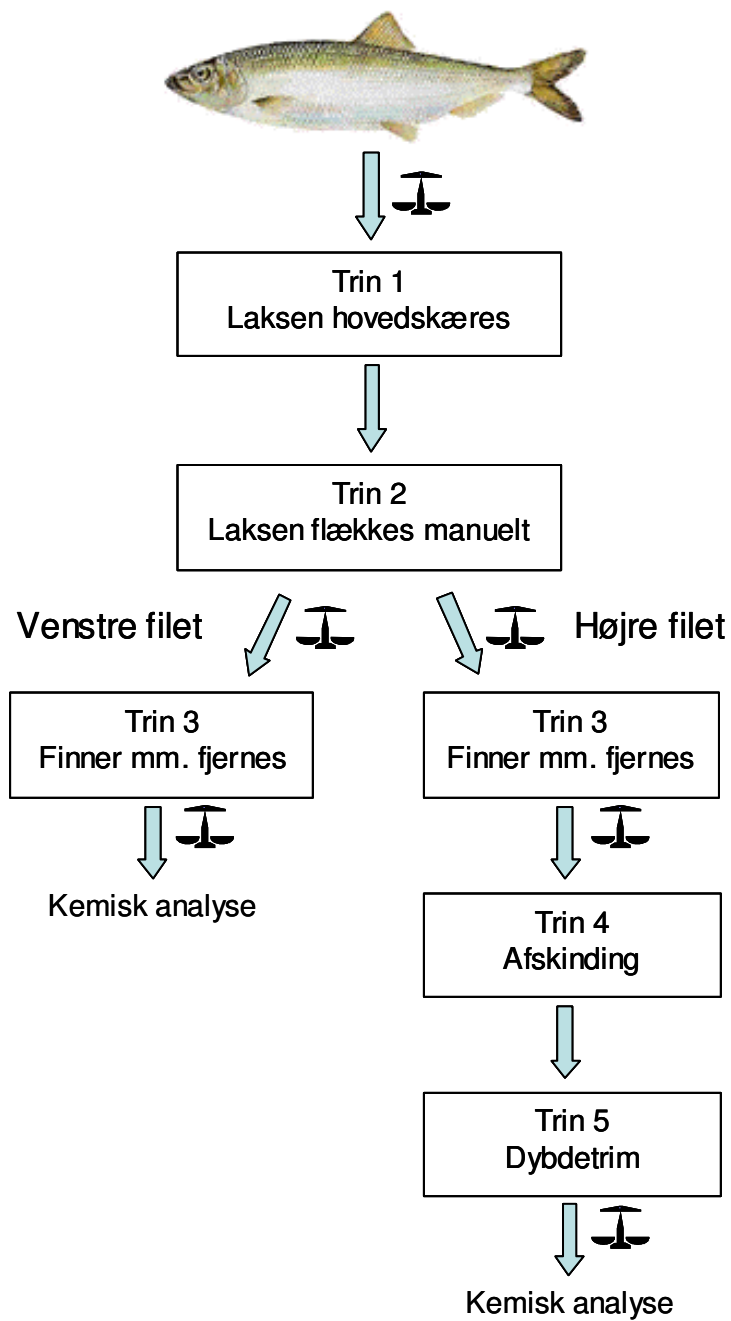 Trin 1
Laksen hovedskæres
Trin 2
Laksen flækkes manuelt
Venstre filet
Højre filet
Trin 3
Finner mm. fjernes
Trin 3
Finner mm. fjernes
Kemisk analyse
Trin 4
Afskinding
Trin 5
Dybdetrim
Kemisk analyse